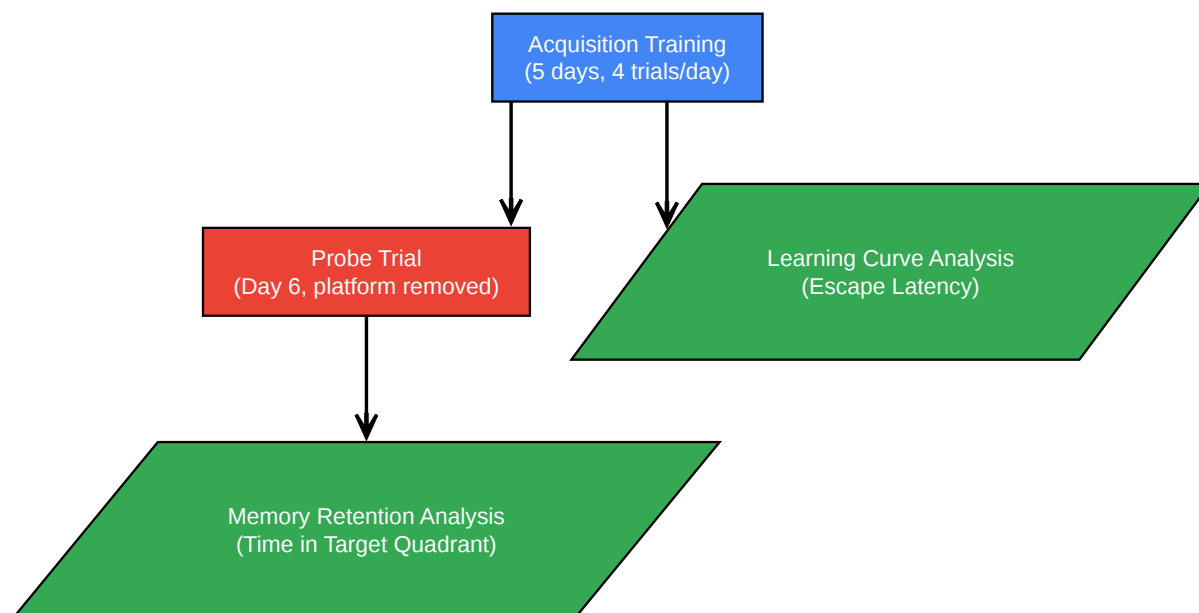 Acquisition Training
(5 days, 4 trials/day)
Probe Trial
(Day 6, platform removed)
Learning Curve Analysis
(Escape Latency)
Memory Retention Analysis
(Time in Target Quadrant)